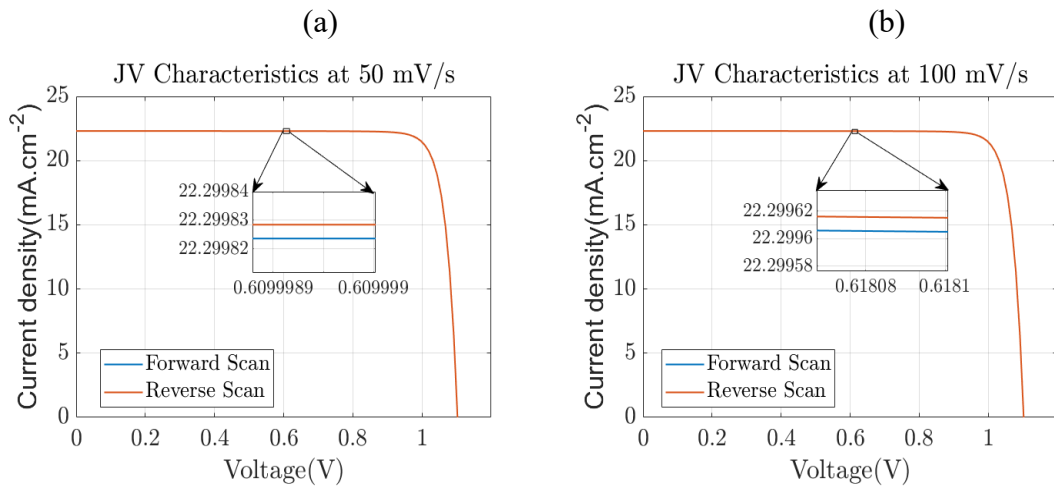 (a)
JV Characteristics at 50 mV/s
Current density(mA.cm-2)
25
20
15
10
5
0
22.29984
22.29983
22.29982
0.6099989
0.609999
Forward Scan
Reverse Scan
0
0.2
0.4
0.6
0.8
1
Voltage(V)
(b)
JV Characteristics at 100 mV/s
Current density(mA.cm-2)
25
20
15
10
5
0
22.29962
22.2996
22.29958
0.61808
0.6181
Forward Scan
Reverse Scan
0
0.2
0.4
0.6
0.8
1
Voltage(V)